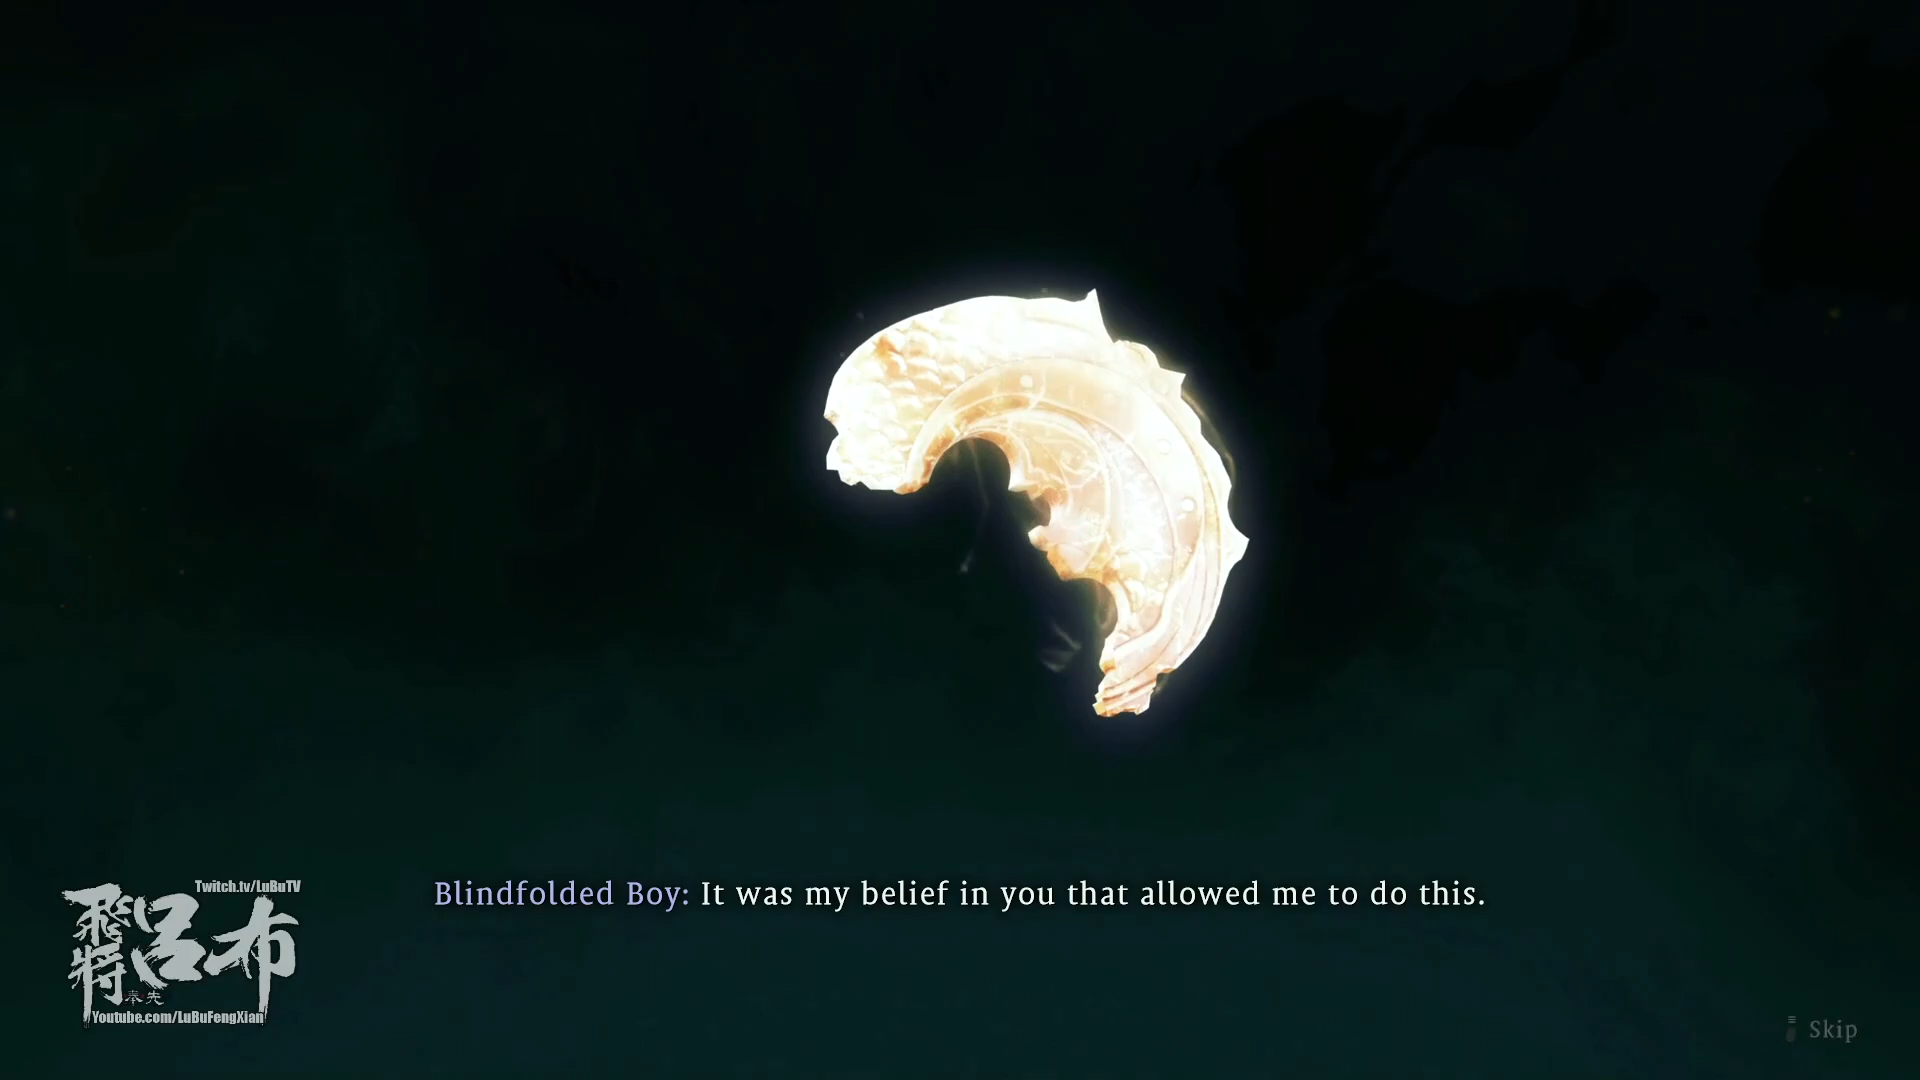 Twitch.tv/LuBuTV
飛將 呂布
奉先
Youtube.com/LuBuFengXian
Blindfolded Boy: It was my belief in you that allowed me to do this.
Skip